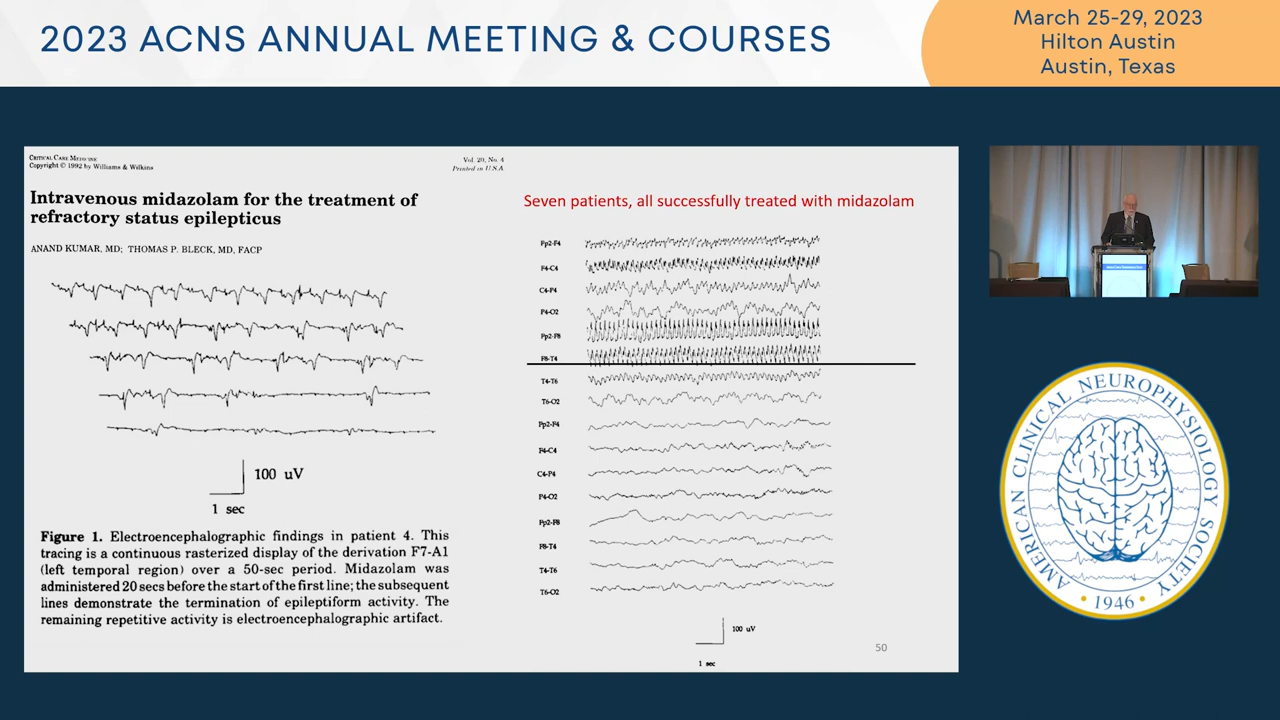 2023 ACNS ANNUAL MEETING & COURSES
March 25-29, 2023
Hilton Austin
Austin, Texas
CRITICAL CARE MEDICINE
Copyright © 1992 by Williams & Wilkins
Vol. 20, No. 4
Printed in U.S.A
Intravenous midazolam for the treatment of
refractory status epilepticus
ANAND KUMAR, MD; THOMAS P. BLECK, MD, FACP
100 uV
1 sec
Figure 1. Electroencephalographic findings in patient 4. This
tracing is a continuous rasterized display of the derivation F7-A1
(left temporal region) over a 50-sec period. Midazolam was
administered 20 secs before the start of the first line; the subsequent
lines demonstrate the termination of epileptiform activity. The
remaining repetitive activity is electroencephalographic artifact.
Seven patients, all successfully treated with midazolam
Fp2-F4
F4-C4
C4-P4
P4-O2
Fp2-F8
F8-T4
T4-T6
T6-O2
Fp2-F4
F4-C4
C4-P4
P4-O2
Fp2-F8
F8-T4
T4-T6
T6-O2
100 uV
1 sec
50
AMERICAN CLINICAL NEUROPHYSIOLOGY SOCIETY
• 1946 •